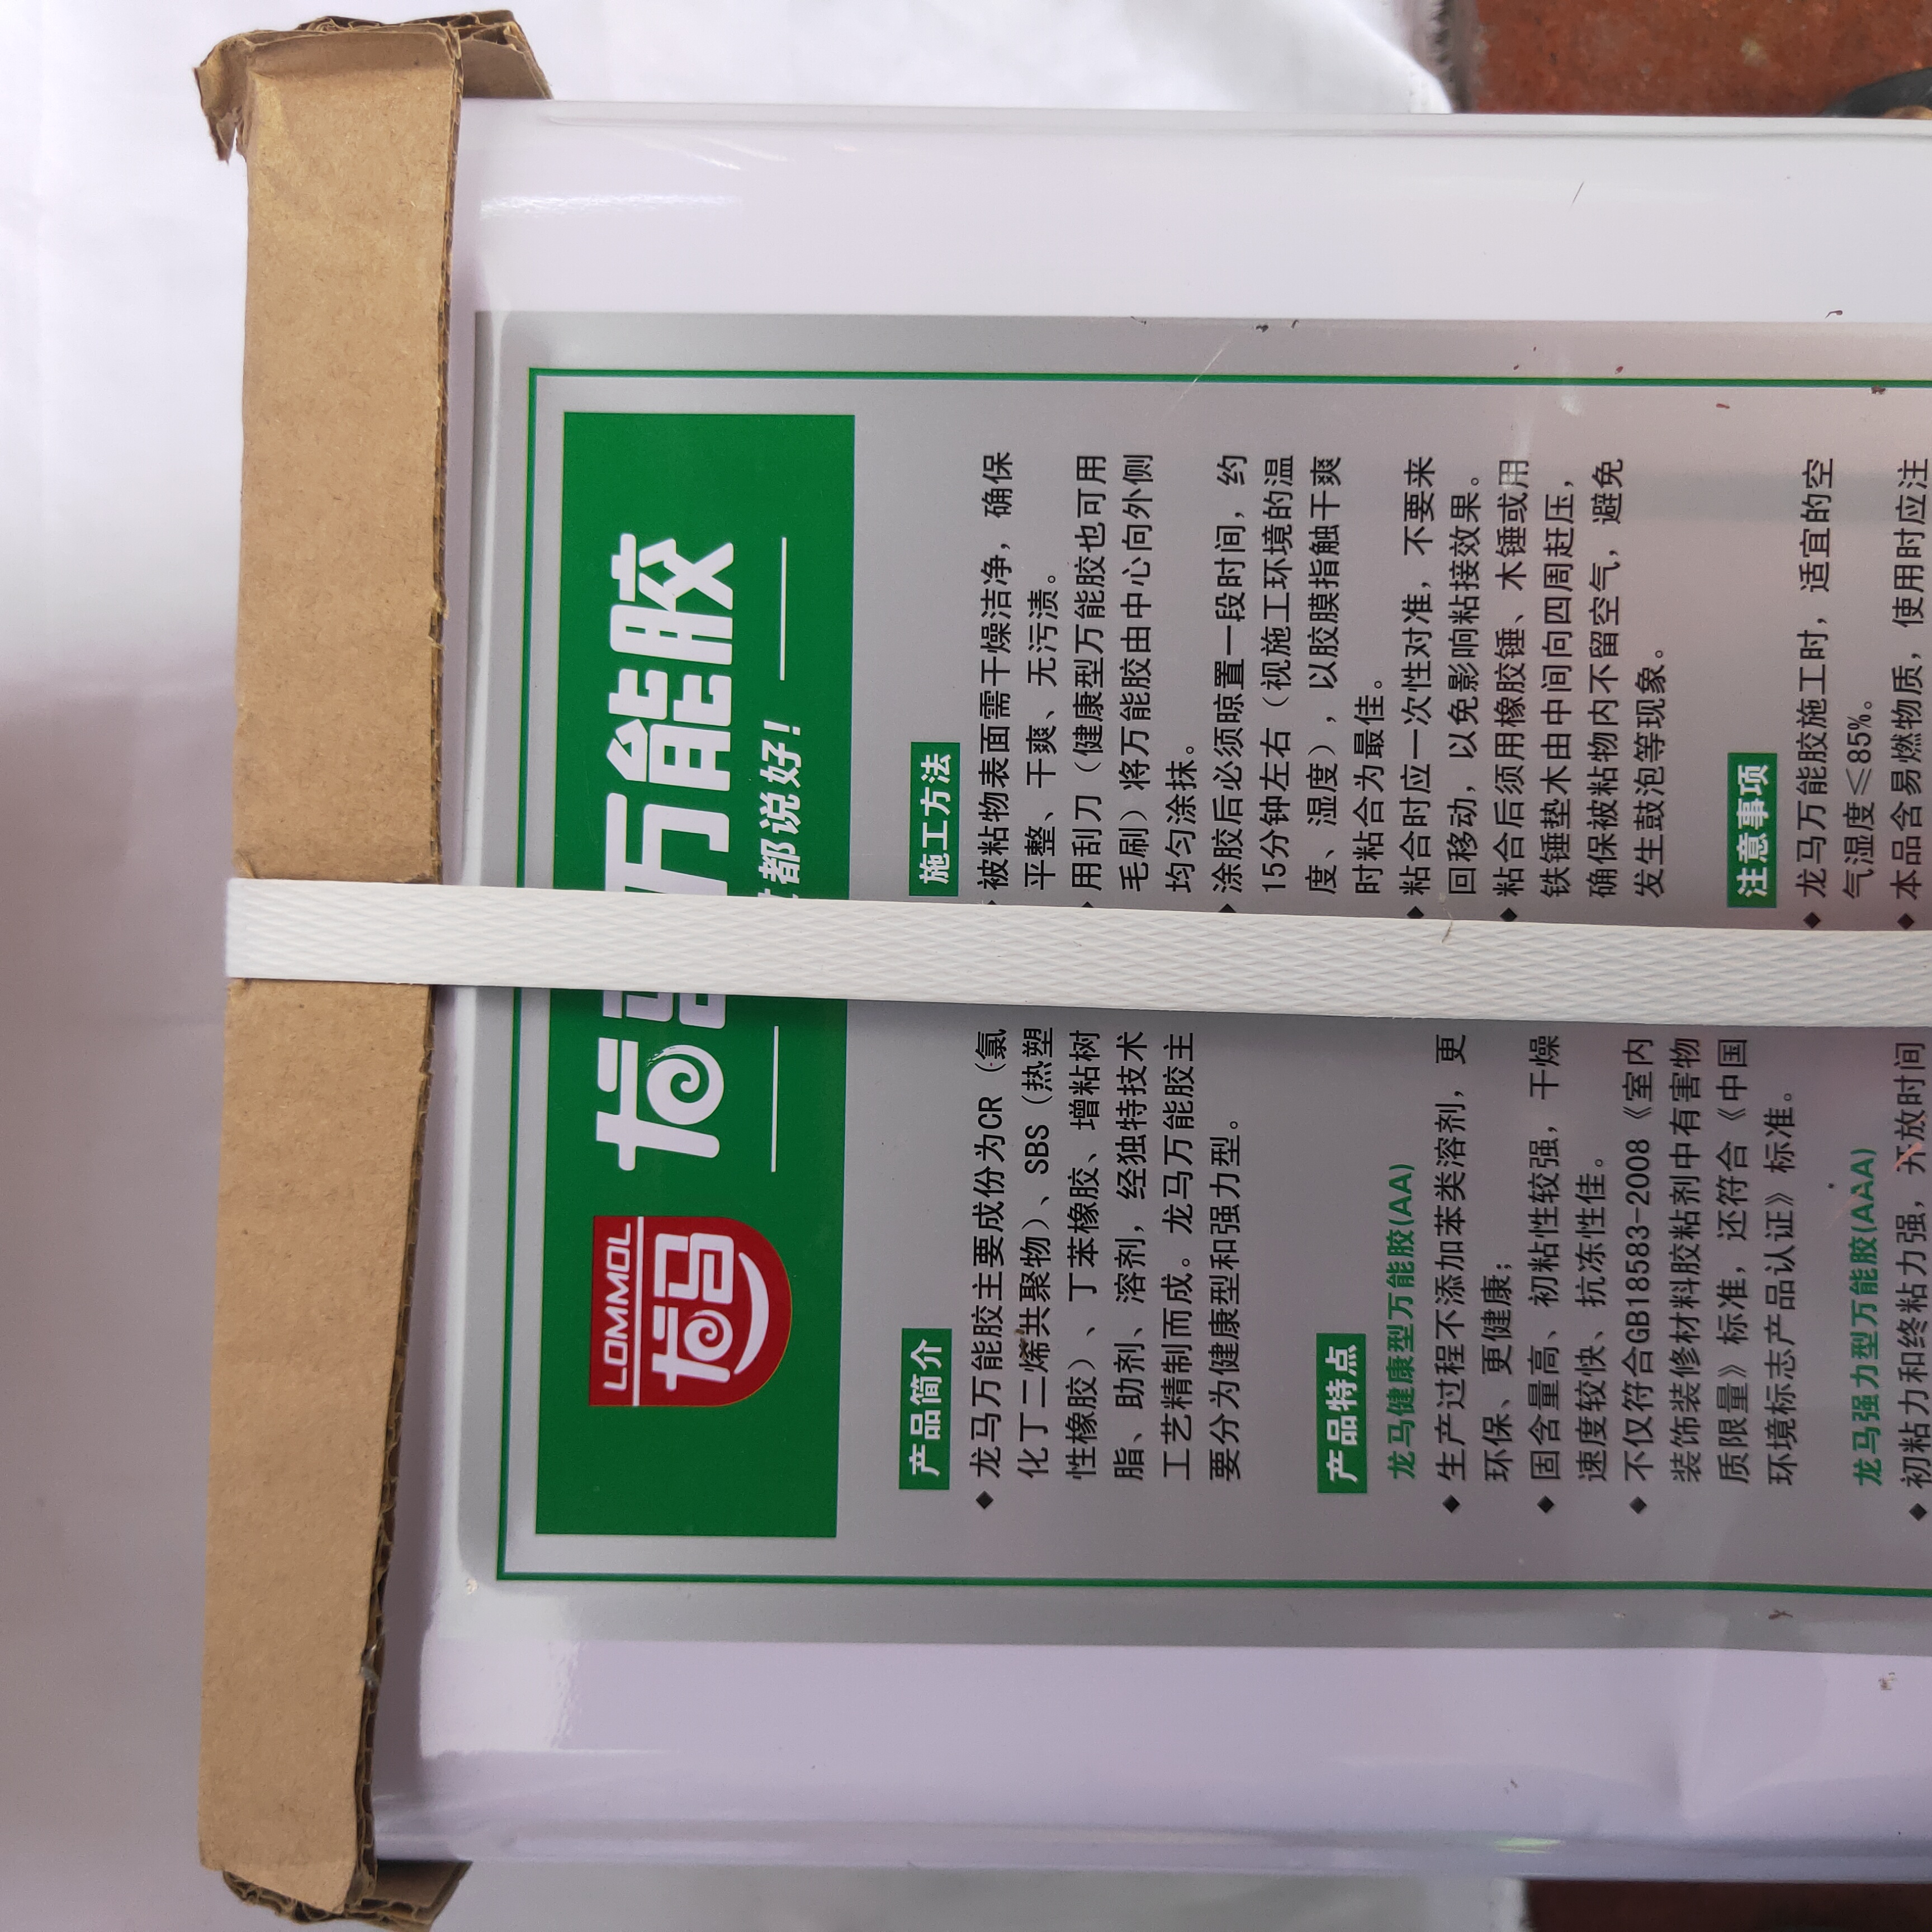 LOMMOL
龙马
龙马万能胶
都说好！
产品简介
◆龙马万能胶主要成份为CR（氯
化丁二烯共聚物）、SBS（热塑
性橡胶）、丁苯橡胶、增粘树
脂、助剂、溶剂，经独特技术
工艺精制而成。龙马万能胶主
要分为健康型和强力型。
产品特点
龙马健康型万能胶(AA)
◆生产过程不添加苯类溶剂，更
环保、更健康；
◆固含量高、初粘性较强，干燥
速度较快、抗冻性佳。
◆不仅符合GB18583-2008《室内
装饰装修材料胶粘剂中有害物
质限量》标准，还符合《中国
环境标志产品认证》标准。
龙马强力型万能胶(AAA)
◆初粘力和终粘力强，开放时间
施工方法
◆被粘物表面需干燥洁净，确保
平整、干爽、无污渍。
◆用刮刀（健康型万能胶也可用
毛刷）将万能胶由中心向外侧
均匀涂抹。
◆涂胶后必须晾置一段时间，约
15分钟左右（视施工环境的温
度、湿度），以胶膜指触干爽
时粘合为最佳。
◆粘合时应一次性对准，不要来
回移动，以免影响粘接效果。
◆粘合后须用橡胶锤、木锤或用
铁锤垫木由中间向四周赶压，
确保被粘物内不留空气，避免
发生鼓泡等现象。
注意事项
◆龙马万能胶施工时，适宜的空
气湿度≤85%。
◆本品含易燃物质，使用时应注